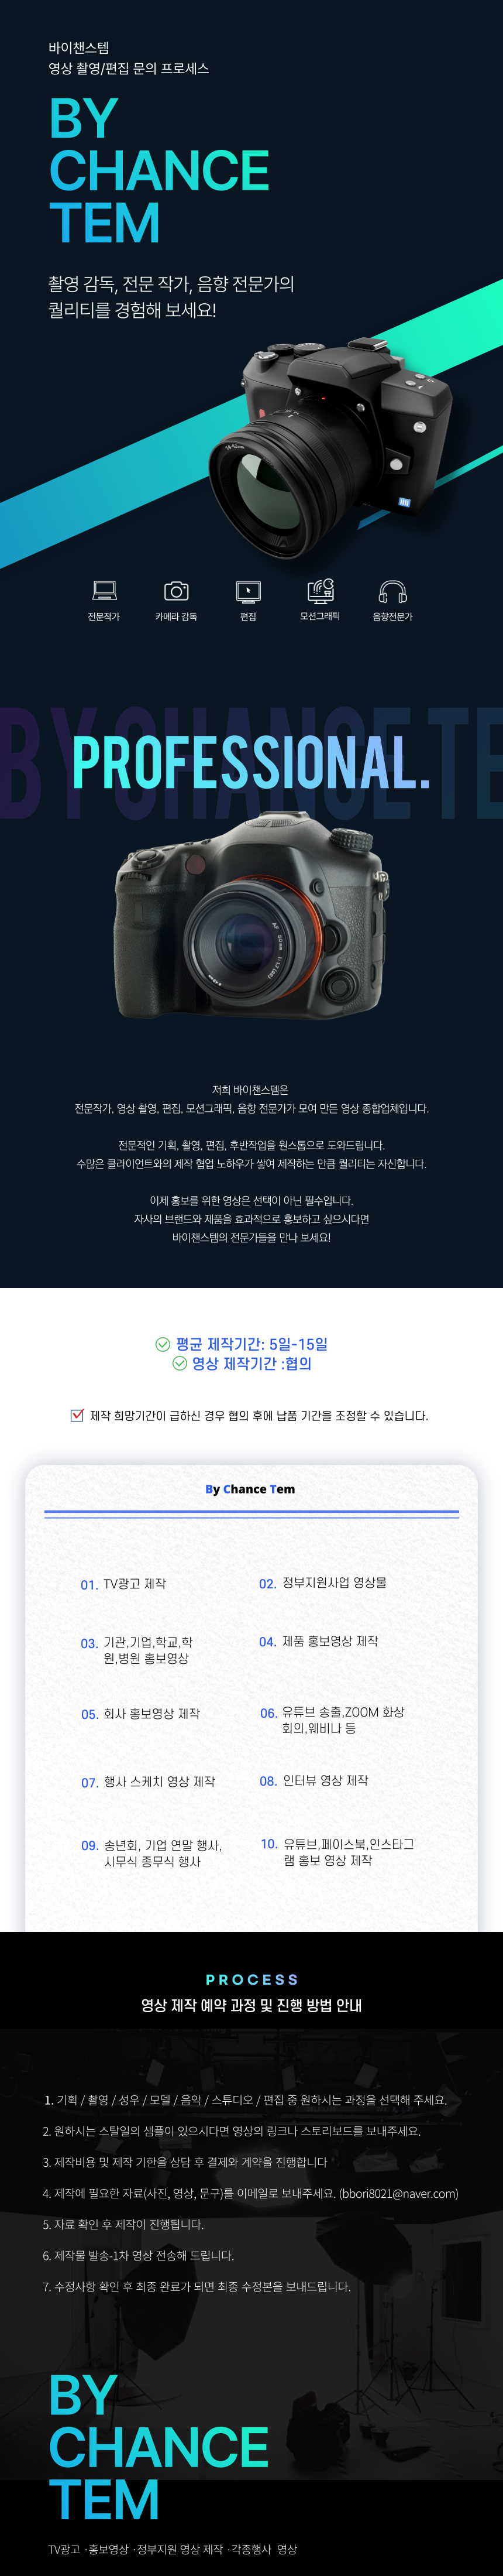 바이챈스템
영상 촬영/편집 문의 프로세스
BY
CHANCE
TEM
촬영 감독, 전문 작가, 음향 전문가의
퀄리티를 경험해 보세요!
14-42mm
전문작가
카메라 감독
편집
모션그래픽
음향전문가
BY CHANCE TE
PROFESSIONAL.
저희 바이챈스템은
전문작가, 영상 촬영, 편집, 모션그래픽, 음향 전문가가 모여 만든 영상 종합업체입니다.
전문적인 기획, 촬영, 편집, 후반작업을 원스톱으로 도와드립니다.
수많은 클라이언트와의 제작 협업 노하우가 쌓여 제작하는 만큼 퀄리티는 자신합니다.
이제 홍보를 위한 영상은 선택이 아닌 필수입니다.
자사의 브랜드와 제품을 효과적으로 홍보하고 싶으시다면
바이챈스템의 전문가들을 만나 보세요!
평균 제작기간: 5일-15일
영상 제작기간 :협의
제작 희망기간이 급하신 경우 협의 후에 납품 기간을 조정할 수 있습니다.
By Chance Tem
01. TV광고 제작
02. 정부지원사업 영상물
03. 기관,기업,학교,학
원,병원 홍보영상
04. 제품 홍보영상 제작
05. 회사 홍보영상 제작
06. 유튜브 송출,ZOOM 화상
회의,웨비나 등
07. 행사 스케치 영상 제작
08. 인터뷰 영상 제작
09. 송년회, 기업 연말 행사,
시무식 종무식 행사
10. 유튜브,페이스북,인스타그
램 홍보 영상 제작
PROCESS
영상 제작 예약 과정 및 진행 방법 안내
1. 기획 / 촬영 / 성우 / 모델 / 음악 / 스튜디오 / 편집 중 원하시는 과정을 선택해 주세요.
2. 원하시는 스탈일의 샘플이 있으시다면 영상의 링크나 스토리보드를 보내주세요.
3. 제작비용 및 제작 기한을 상담 후 결제와 계약을 진행합니다
4. 제작에 필요한 자료(사진, 영상, 문구)를 이메일로 보내주세요. (bbori8021@naver.com)
5. 자료 확인 후 제작이 진행됩니다.
6. 제작물 발송-1차 영상 전송해 드립니다.
7. 수정사항 확인 후 최종 완료가 되면 최종 수정본을 보내드립니다.
BY
CHANCE
TEM
TV광고 ·홍보영상 ·정부지원 영상 제작 ·각종행사 영상